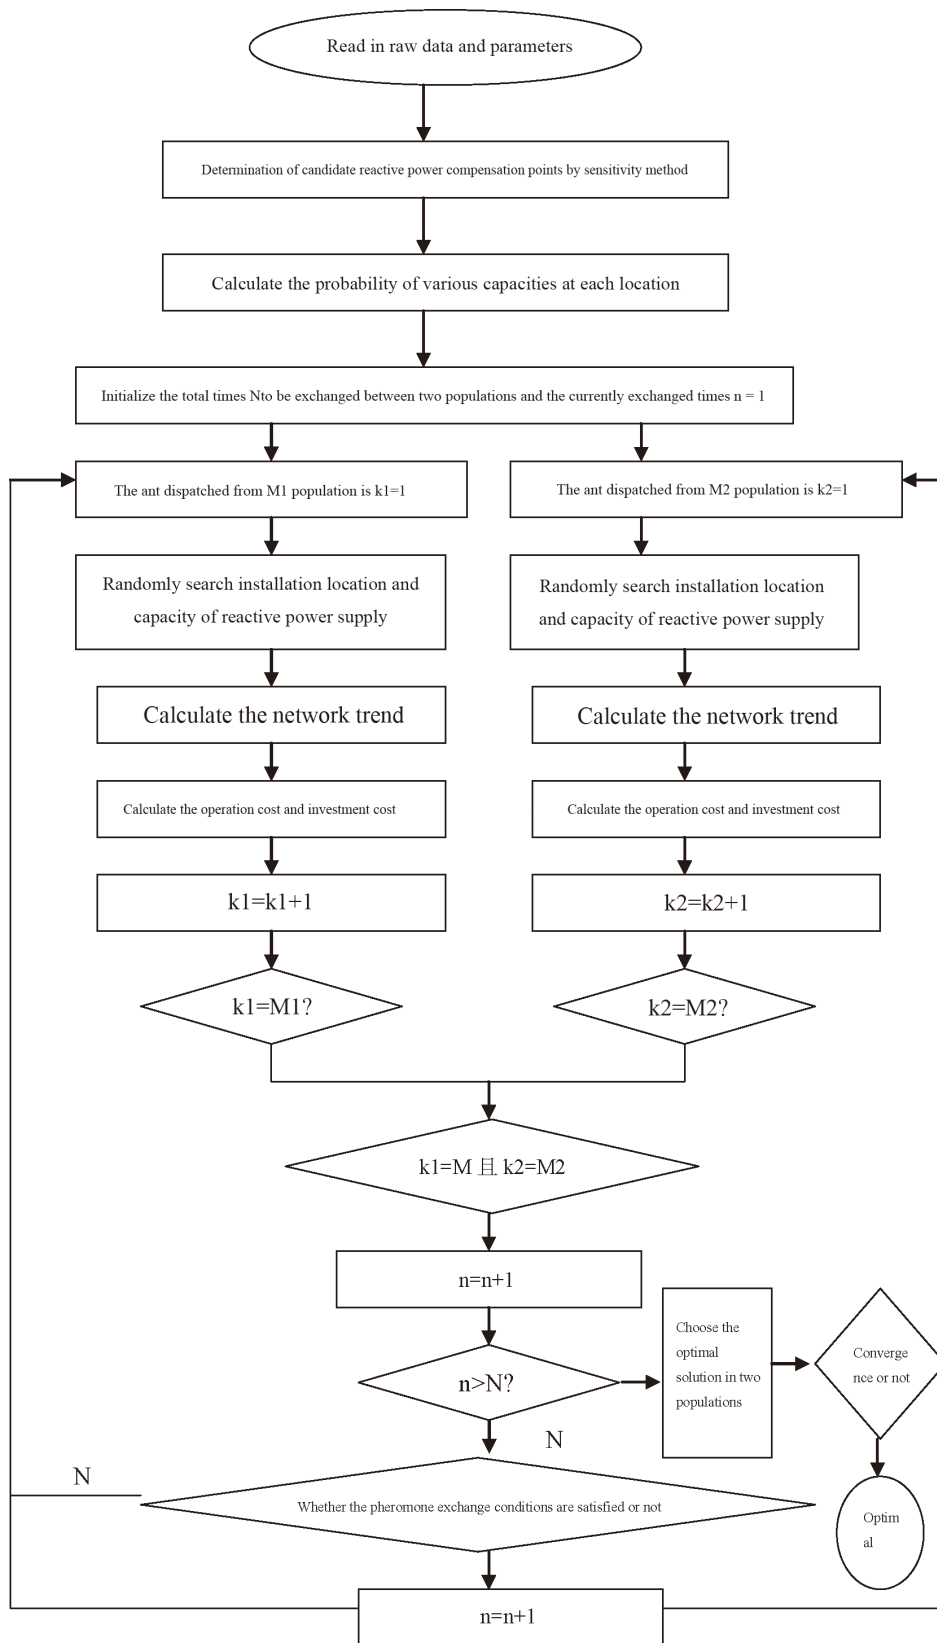 Read in raw data and parameters
Determination of candidate reactive power compensation points by sensitivity method
Calculate the probability of various capacities at each location
Initialize the total times Nto be exchanged between two populations and the currently exchanged times n = 1
The ant dispatched from M1 population is k1=1
The ant dispatched from M2 population is k2=1
Randomly search installation location and
capacity of reactive power supply
Randomly search installation location
and capacity of reactive power supply
Calculate the network trend
Calculate the network trend
Calculate the operation cost and investment cost
Calculate the operation cost and investment cost
k1=k1+1
k2=k2+1
k1=M1?
k2=M2?
k1=M 且 k2=M2
n=n+1
n>N?
Choose the
optimal
solution in two
populations
Converge
nce or not
N
N
Whether the pheromone exchange conditions are satisfied or not
Optim
al
n=n+1